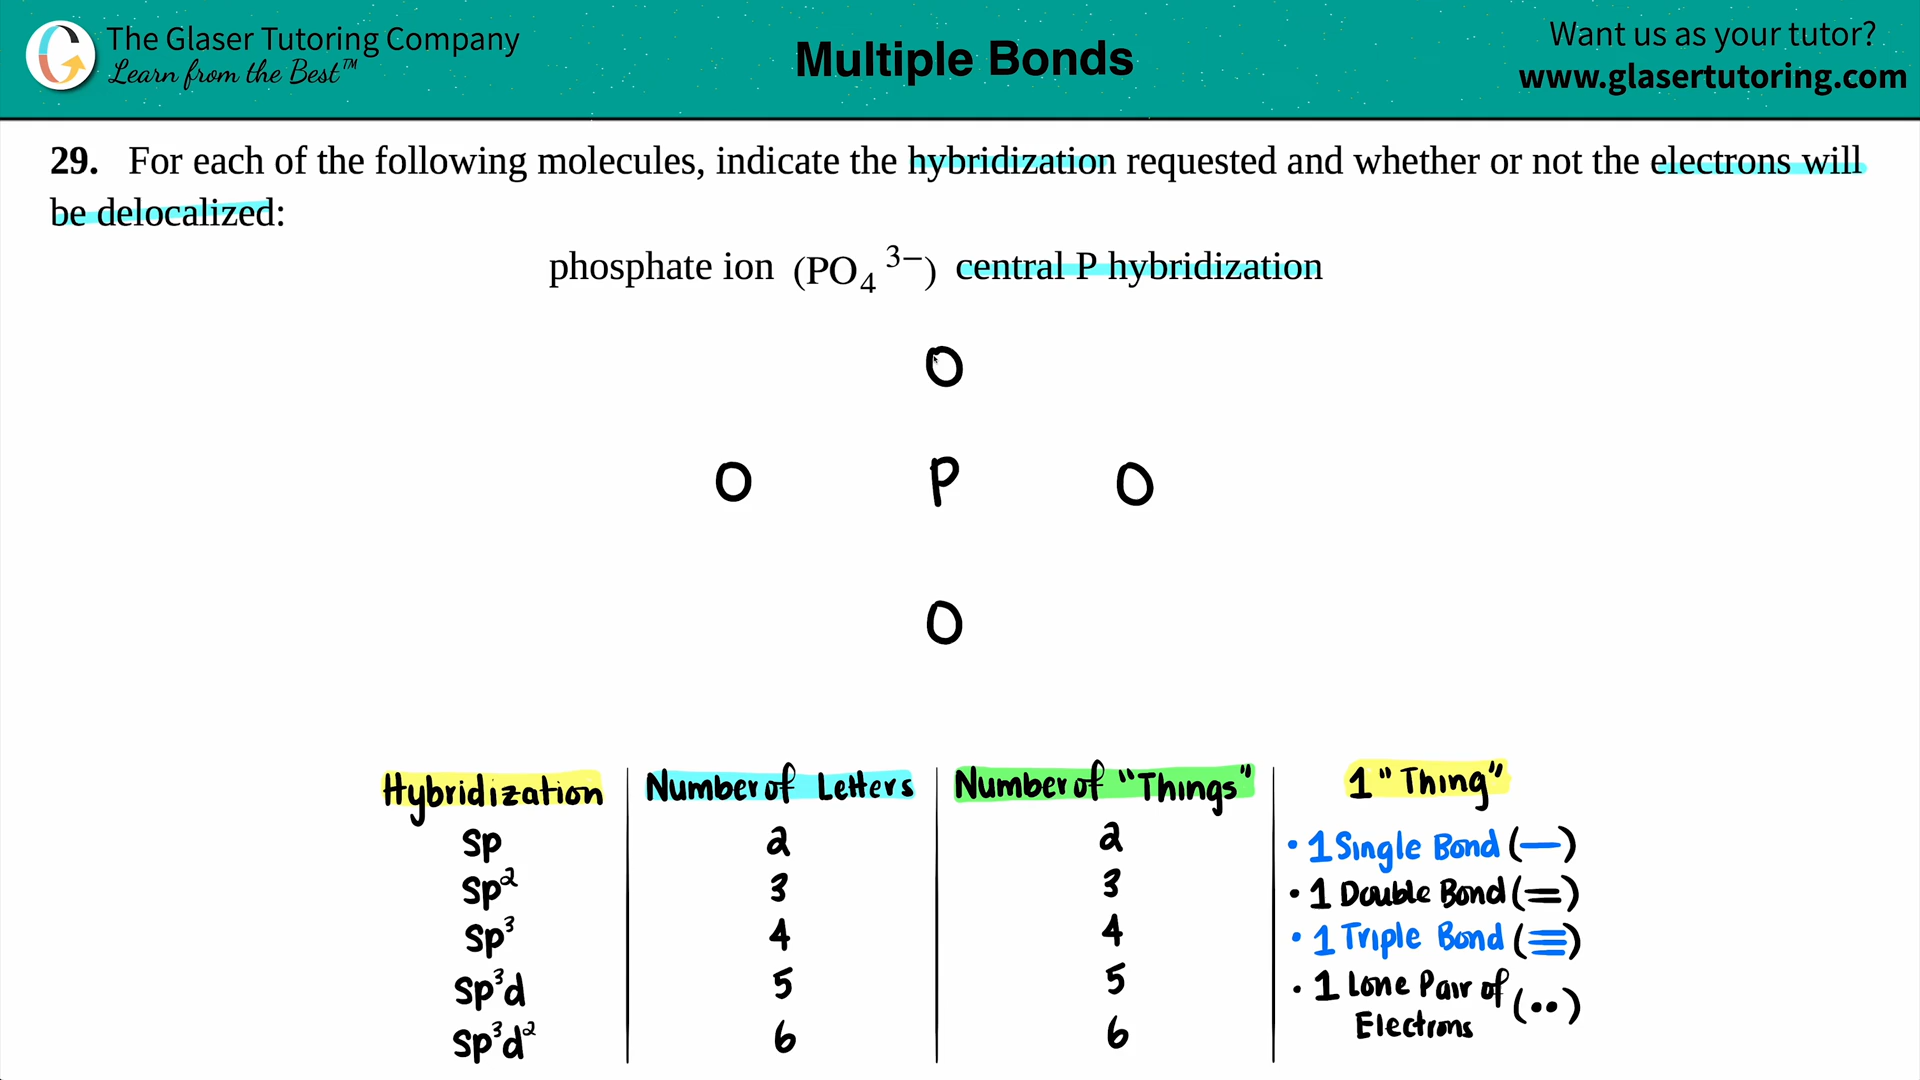 The Glaser Tutoring Company
Learn from the Best™
Multiple Bonds
Want us as your tutor?
www.glasertutoring.com
29. For each of the following molecules, indicate the hybridization requested and whether or not the electrons will
be delocalized:
phosphate ion (PO₄³⁻) central P hybridization
O
O P O
O
Hybridization Number of Letters Number of "Things" 1 "Thing"
sp 2 2 • 1 Single Bond (—)
sp² 3 3 • 1 Double Bond (=)
sp³ 4 4 • 1 Triple Bond (≡)
sp³d 5 5 • 1 Lone Pair of
Electrons (••)
sp³d² 6 6